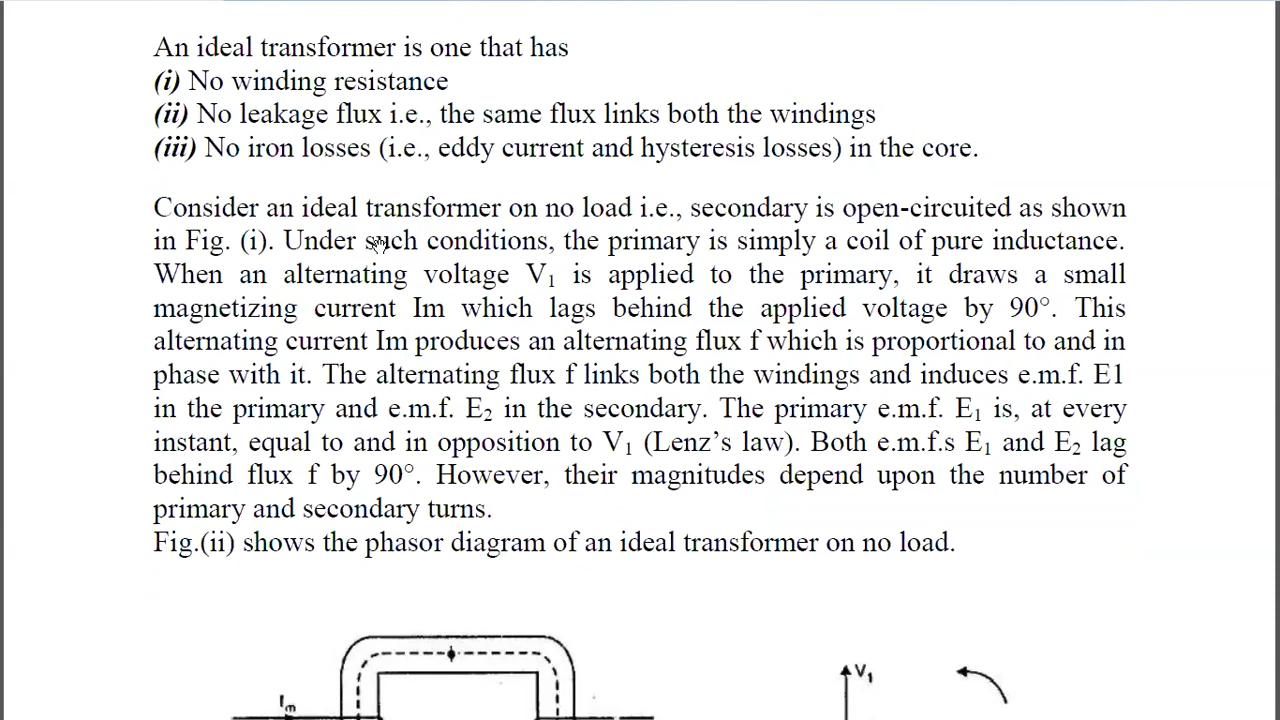 An ideal transformer is one that has
(i) No winding resistance
(ii) No leakage flux i.e., the same flux links both the windings
(iii) No iron losses (i.e., eddy current and hysteresis losses) in the core.
Consider an ideal transformer on no load i.e., secondary is open-circuited as shown
in Fig. (i). Under such conditions, the primary is simply a coil of pure inductance.
When an alternating voltage V₁ is applied to the primary, it draws a small
magnetizing current Im which lags behind the applied voltage by 90°. This
alternating current Im produces an alternating flux f which is proportional to and in
phase with it. The alternating flux f links both the windings and induces e.m.f. E1
in the primary and e.m.f. E₂ in the secondary. The primary e.m.f. E₁ is, at every
instant, equal to and in opposition to V₁ (Lenz’s law). Both e.m.f.s E₁ and E₂ lag
behind flux f by 90°. However, their magnitudes depend upon the number of
primary and secondary turns.
Fig.(ii) shows the phasor diagram of an ideal transformer on no load.
Iₘ
V₁